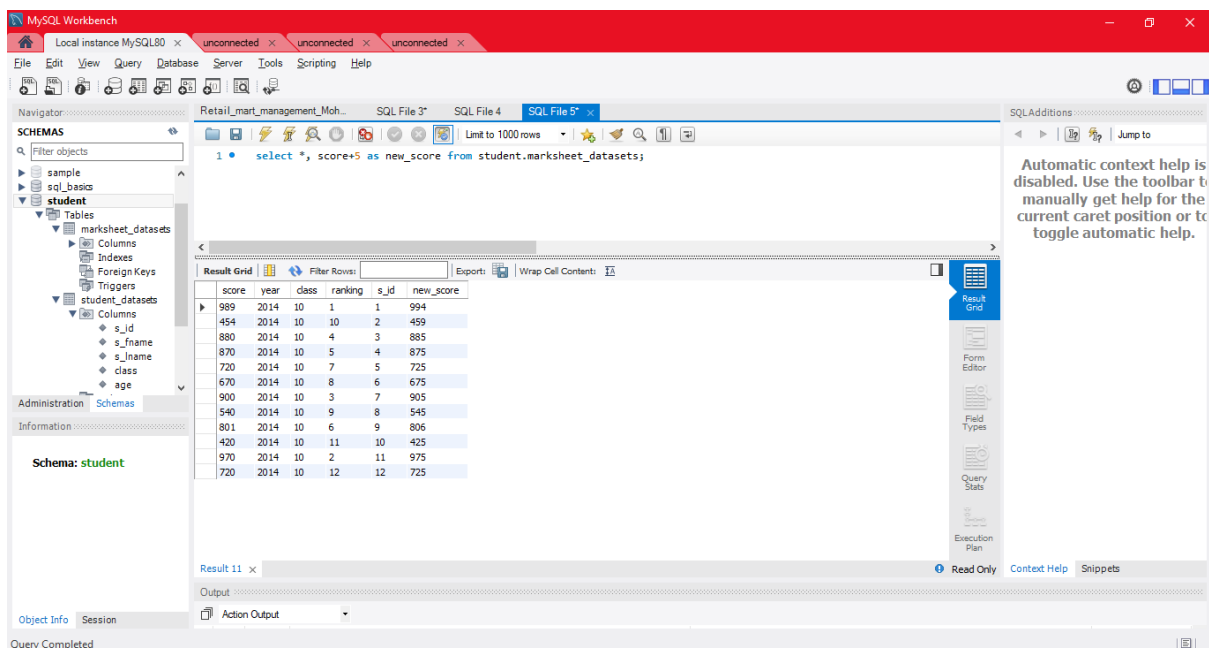 MySQL Workbench
Local instance MySQL80 × unconnected × unconnected × unconnected ×
File Edit View Query Database Server Tools Scripting Help
Navigator Retail_mart_management_Moh... SQL File 3* SQL File 4 SQL File 5* × SQLAdditions
SCHEMAS Limit to 1000 rows Jump to
Filter objects
1 select *, score+5 as new_score from student.marksheet_datasets;
sample
sql_basics
student
Tables
marksheet_datasets
Columns
Indexes
Foreign Keys
Triggers
student_datasets
Columns
s_id
s_fname
s_lname
class
age
Administration Schemas
Information
Schema: student
Object Info Session
Automatic context help is
disabled. Use the toolbar to
manually get help for the
current caret position or to
toggle automatic help.
Result Grid Filter Rows: Export: Wrap Cell Content:
score year class ranking s_id new_score
989 2014 10 1 1 994
454 2014 10 10 2 459
880 2014 10 4 3 885
870 2014 10 5 4 875
720 2014 10 7 5 725
670 2014 10 8 6 675
900 2014 10 3 7 905
540 2014 10 9 8 545
801 2014 10 6 9 806
420 2014 10 11 10 425
970 2014 10 2 11 975
720 2014 10 12 12 725
Result
Grid
Form
Editor
Field
Types
Query
Stats
Execution
Plan
Result 11 × Read Only Context Help Snippets
Output
Action Output
Query Completed